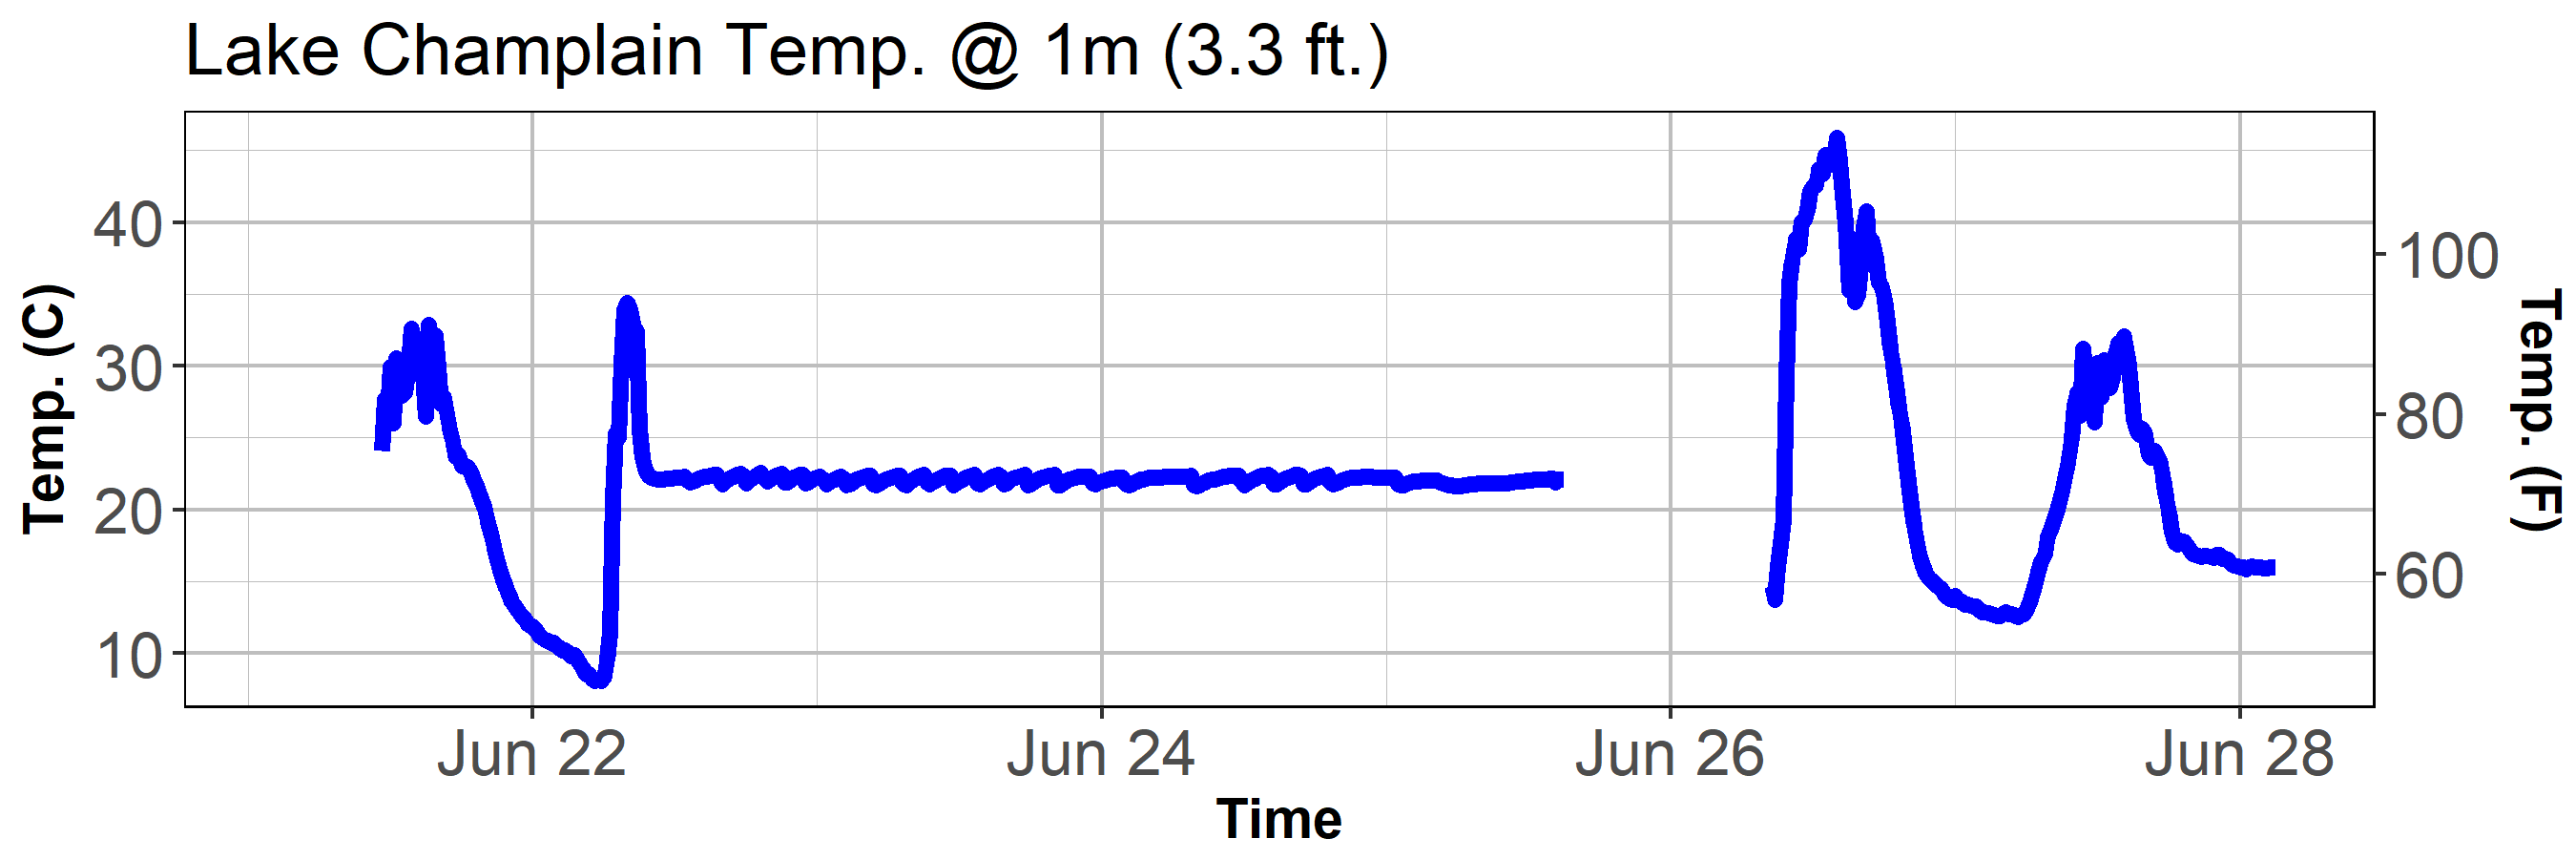 Lake Champlain Temp. @ 1m (3.3 ft.)
Temp. (C)
40
30
20
10
100
80
60
Temp. (F)
Jun 22
Jun 24
Jun 26
Jun 28
Time